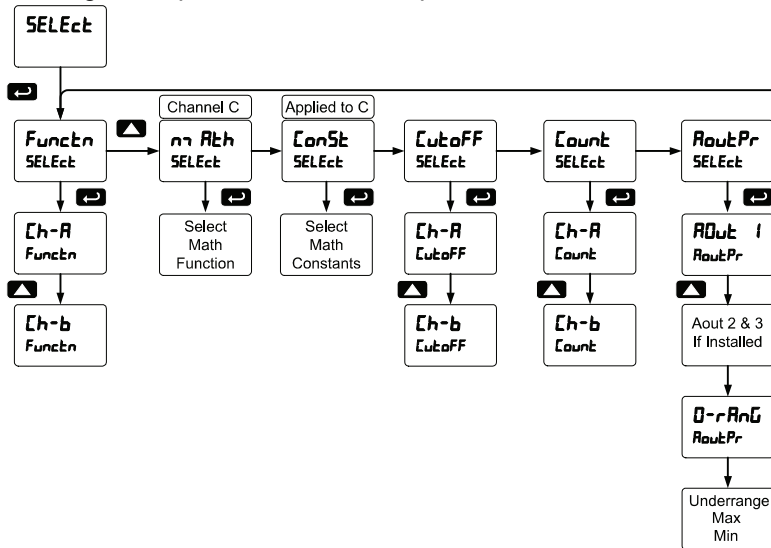 SELEct
Channel C
Applied to C
Functn
SELEct
mAth
SELEct
ConSt
SELEct
CutoFF
SELEct
Count
SELEct
AoutPr
SELEct
Ch-A
Functn
Select
Math
Function
Select
Math
Constants
Ch-A
CutoFF
Ch-A
Count
AOut 1
AoutPr
Ch-b
Functn
Ch-b
CutoFF
Ch-b
Count
Aout 2 & 3
If Installed
O-rAnG
AoutPr
Underrange
Max
Min